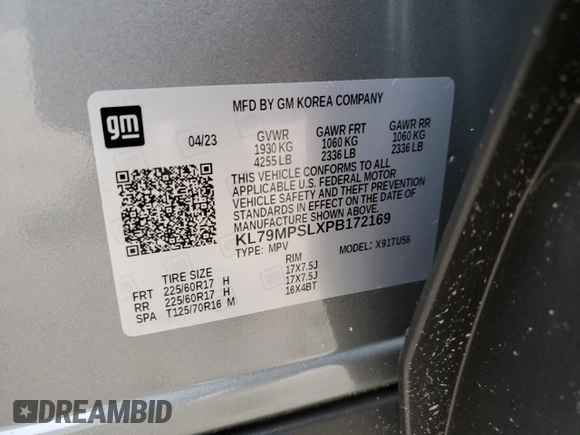 gm
MFD BY GM KOREA COMPANY
04/23 GVWR GAWR FRT GAWR RR
1930 KG 1060 KG 1060 KG
4255 LB 2336 LB 2336 LB
THIS VEHICLE CONFORMS TO ALL
APPLICABLE U.S. FEDERAL MOTOR
VEHICLE SAFETY AND THEFT PREVENTION
STANDARDS IN EFFECT ON THE DATE OF
MANUFACTURE SHOWN ABOVE.
KL79MPSLXPB172169
TYPE: MPV MODEL: X91TU56
TIRE SIZE RIM
FRT 225/60R17 H 17X7.5J
RR 225/60R17 H 17X7.5J
SPA T125/70R16 M 16X4BT
DREAMBID